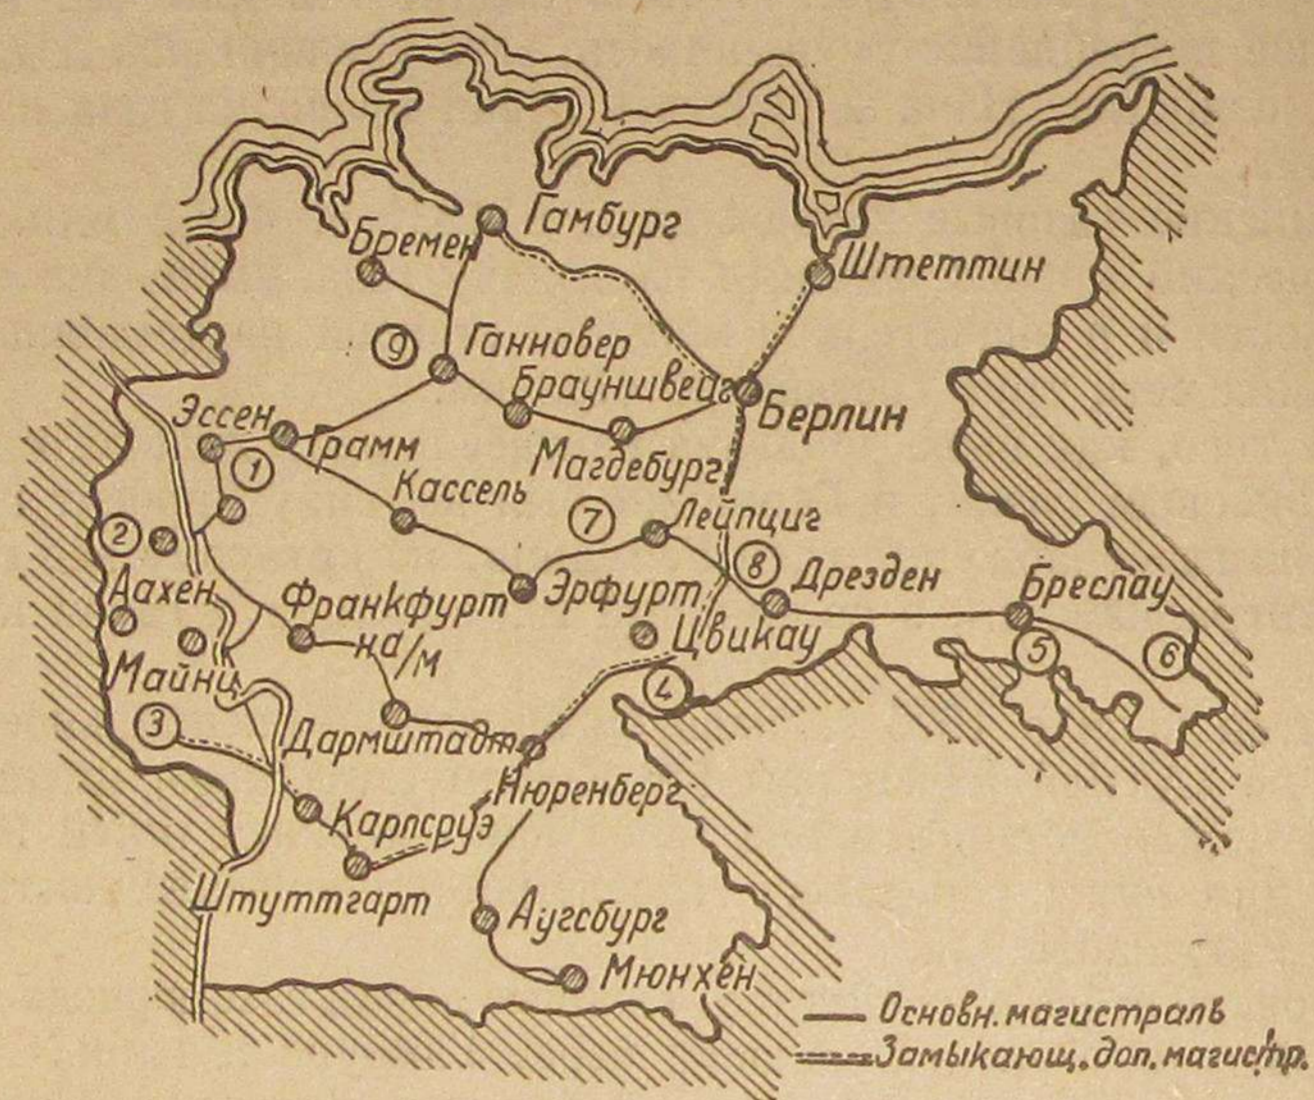 Гамбург
Бремен
Штеттин
9
Ганновер
Брауншвейг
Берлин
Эссен
Грамм
1
Магдебург
Кассель
2
7
Лейпциг
8
Аахен
Франкфурт
на/м
Эрфурт
Дрезден
Бреслау
Цвикау
5
6
Майнц
4
3
Дармштадт
Нюренберг
Карлсруэ
Штуттгарт
Аугсбург
Мюнхен
Основн. магистраль
Замыкающ. доп. магистр.